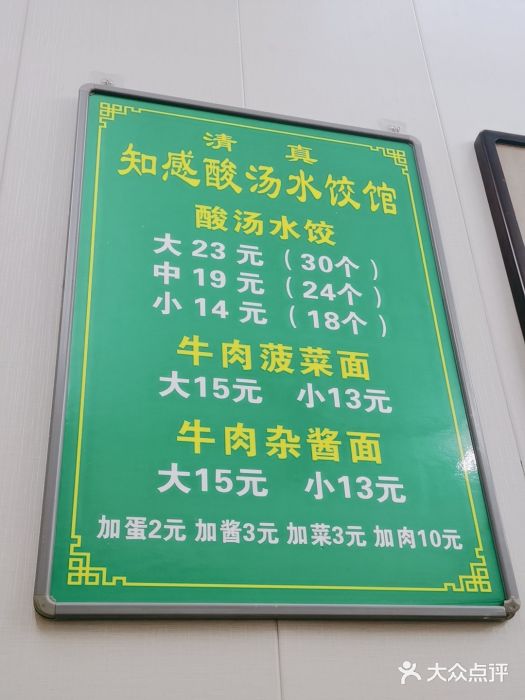 清真
知感酸汤水饺馆
酸汤水饺
大 23 元（30个）
中 19 元（24个）
小 14 元（18个）
牛肉菠菜面
大15元 小13元
牛肉杂酱面
大15元 小13元
加蛋2元 加酱3元 加菜3元 加肉10元
大众点评